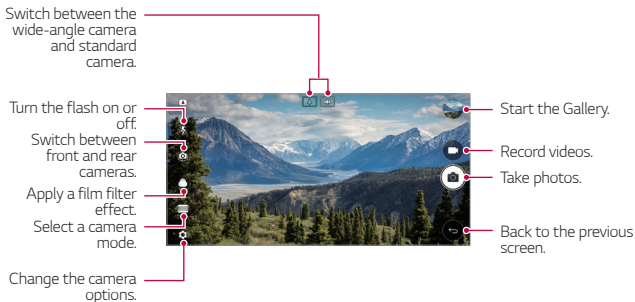 Switch between the
wide-angle camera
and standard
camera.
Turn the flash on or
off.
Switch between
front and rear
cameras.
Apply a film filter
effect.
Select a camera
mode.
Change the camera
options.
Start the Gallery.
Record videos.
Take photos.
Back to the previous
screen.